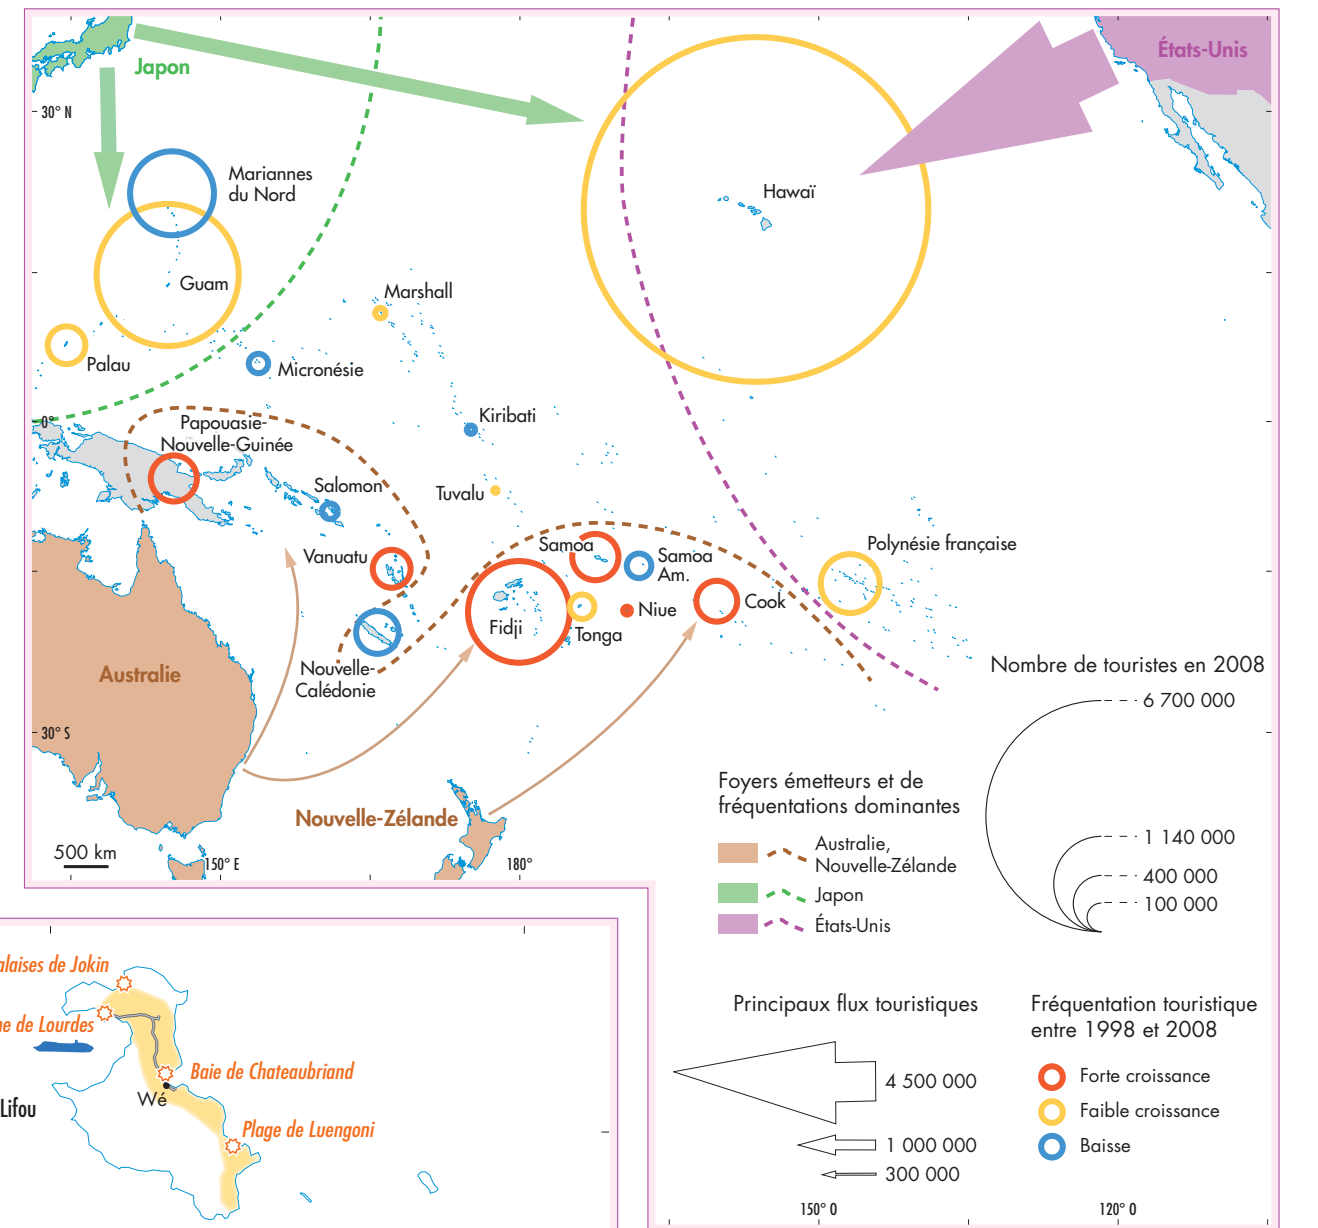 États-Unis
Japon
30° N
Mariannes
du Nord
Hawaï
Guam
Marshall
Palau
Micronésie
Kiribati
0°
Papouasie-
Nouvelle-Guinée
Salomon
Tuvalu
Samoa
Polynésie française
Vanuatu
Samoa
Am.
Cook
Niue
Fidji
Tonga
Nouvelle-
Calédonie
Australie
30° S
Nouvelle-Zélande
500 km
150° E
180°
Nombre de touristes en 2008
6 700 000
1 140 000
400 000
100 000
Foyers émetteurs et de
fréquentations dominantes
Australie,
Nouvelle-Zélande
Japon
États-Unis
Principaux flux touristiques
4 500 000
1 000 000
300 000
Fréquentation touristique
entre 1998 et 2008
Forte croissance
Faible croissance
Baisse
150° O
120° O
alaises de Jokin
de Lourdes
Baie de Chateaubriand
Wé
Lifou
Plage de Luengoni